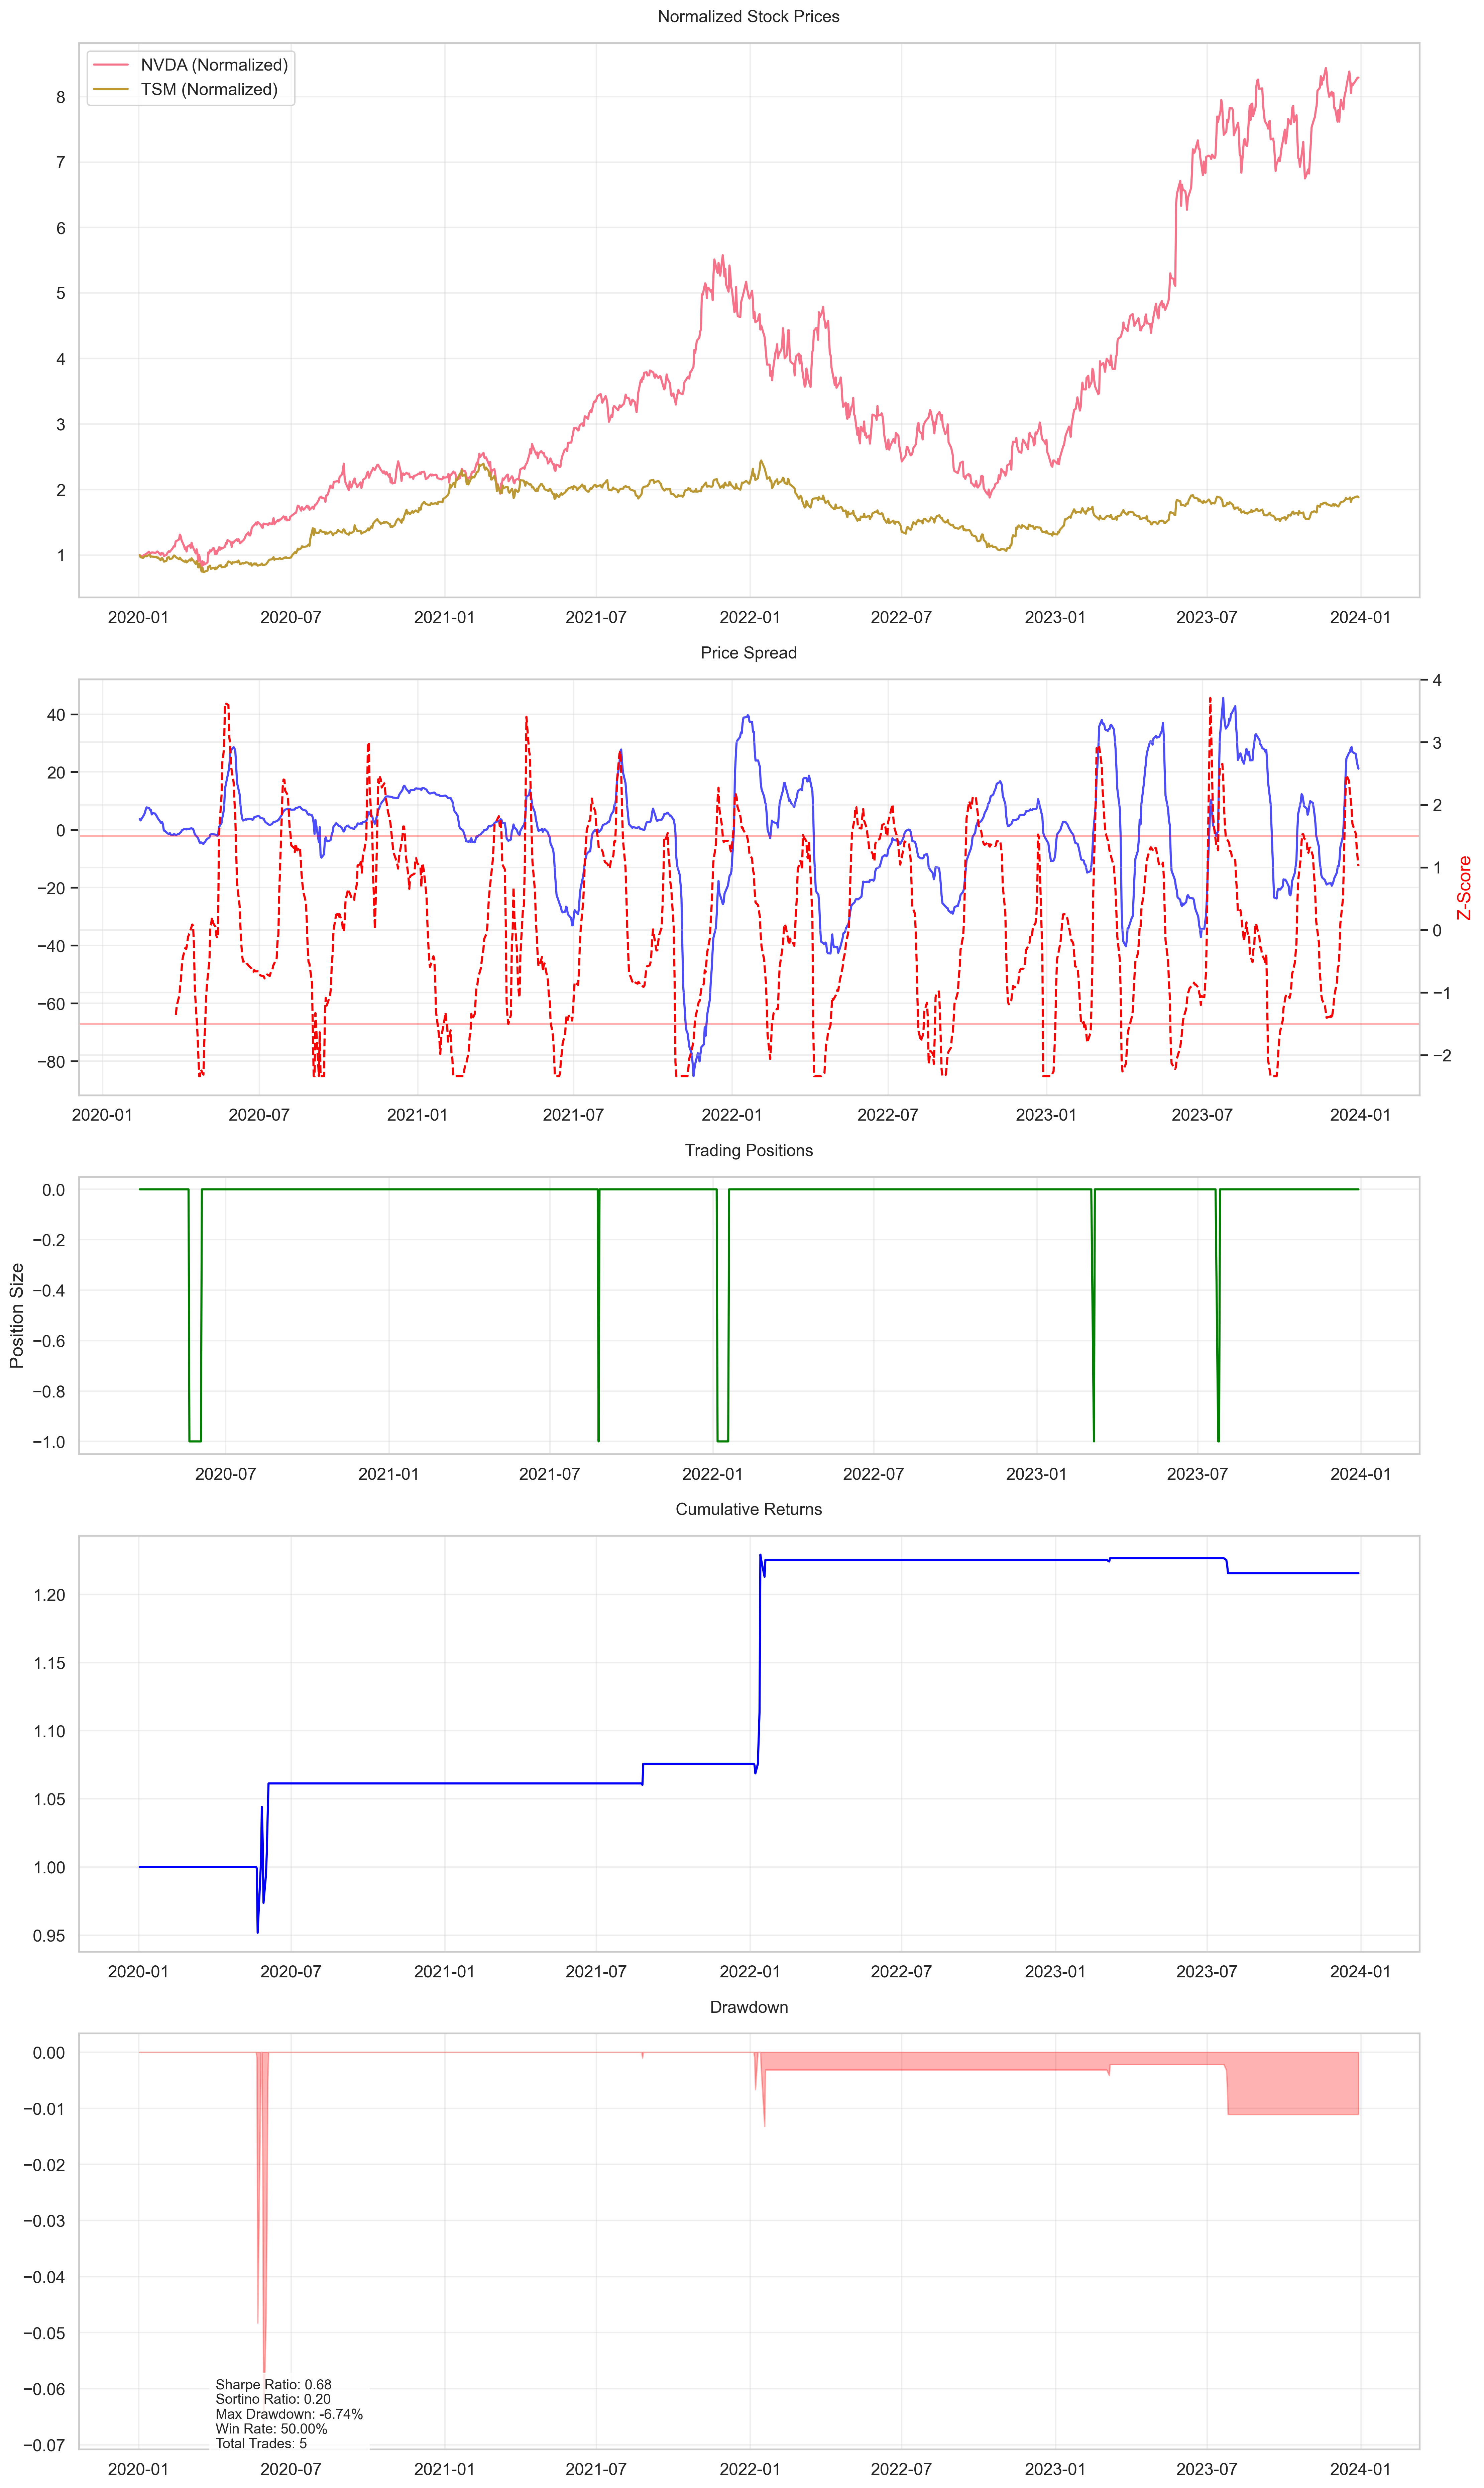 Normalized Stock Prices
NVDA (Normalized)
TSM (Normalized)
8
7
6
5
4
3
2
1
2020-01 2020-07 2021-01 2021-07 2022-01 2022-07 2023-01 2023-07 2024-01
Price Spread
40
20
0
−20
−40
−60
−80
4
3
2
1
0
−1
−2
Z-Score
2020-01 2020-07 2021-01 2021-07 2022-01 2022-07 2023-01 2023-07 2024-01
Trading Positions
Position Size
0.0
−0.2
−0.4
−0.6
−0.8
−1.0
2020-07 2021-01 2021-07 2022-01 2022-07 2023-01 2023-07 2024-01
Cumulative Returns
1.20
1.15
1.10
1.05
1.00
0.95
2020-01 2020-07 2021-01 2021-07 2022-01 2022-07 2023-01 2023-07 2024-01
Drawdown
0.00
−0.01
−0.02
−0.03
−0.04
−0.05
−0.06
−0.07
Sharpe Ratio: 0.68
Sortino Ratio: 0.20
Max Drawdown: -6.74%
Win Rate: 50.00%
Total Trades: 5
2020-01 2020-07 2021-01 2021-07 2022-01 2022-07 2023-01 2023-07 2024-01